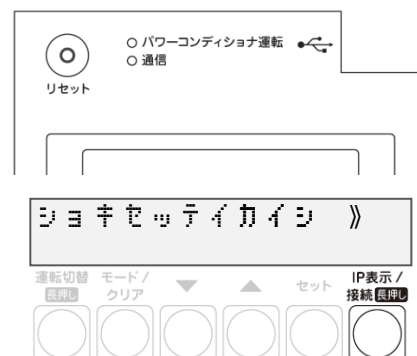 ○ パワーコンディショナ運転
○ 通信
リセット
ショキセッテイカイシ 》
運転切替 長押し
モード / クリア
▼
▲
セット
IP表示 / 接続 長押し